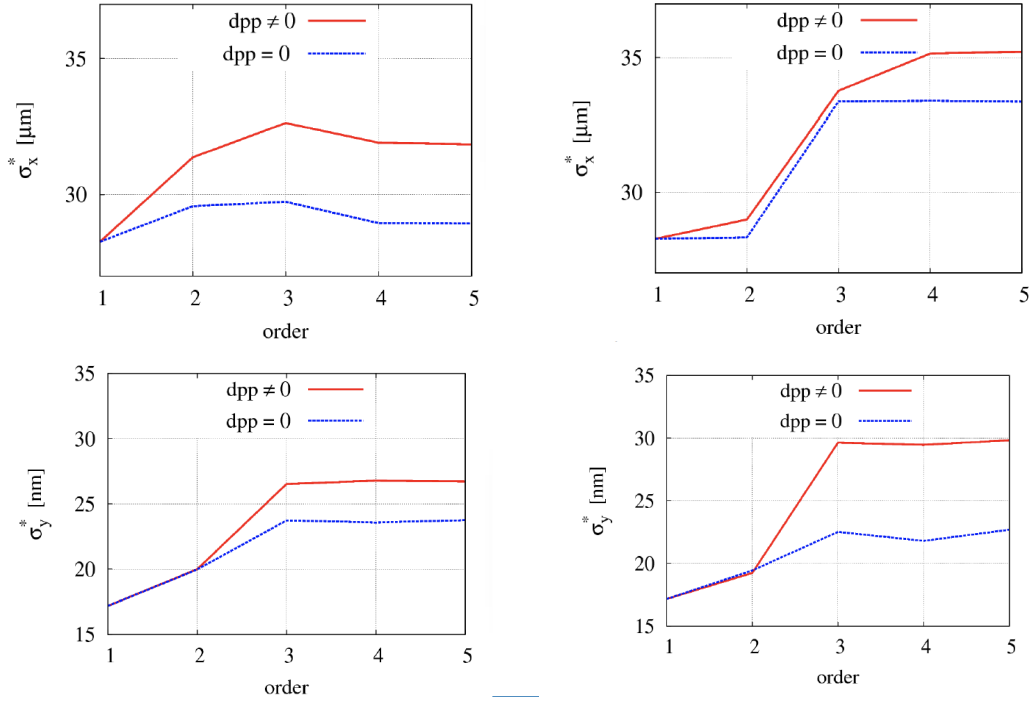 dpp ≠ 0
dpp = 0
35
30
σ*x [μm]
1 2 3 4 5
order
dpp ≠ 0
dpp = 0
35
30
σ*x [μm]
1 2 3 4 5
order
dpp ≠ 0
dpp = 0
35
30
25
20
15
σ*y [nm]
1 2 3 4 5
order
dpp ≠ 0
dpp = 0
35
30
25
20
15
σ*y [nm]
1 2 3 4 5
order